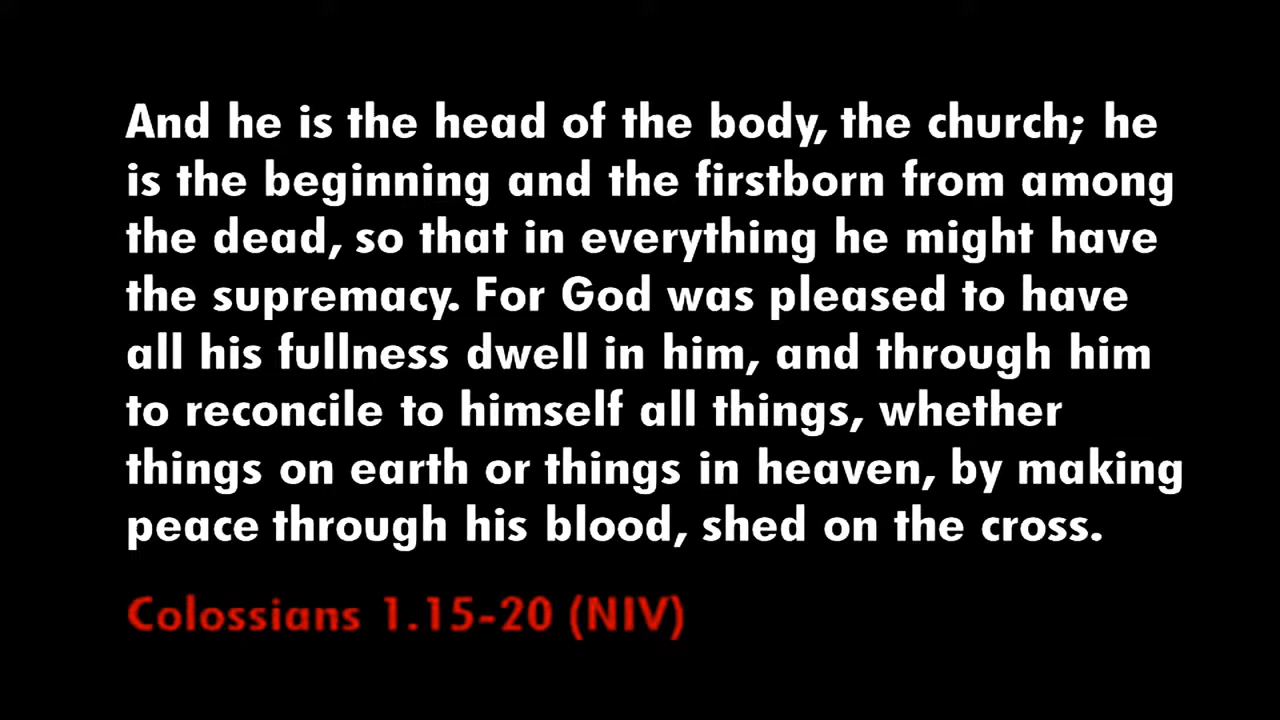 And he is the head of the body, the church; he
is the beginning and the firstborn from among
the dead, so that in everything he might have
the supremacy. For God was pleased to have
all his fullness dwell in him, and through him
to reconcile to himself all things, whether
things on earth or things in heaven, by making
peace through his blood, shed on the cross.
Colossians 1.15-20 (NIV)